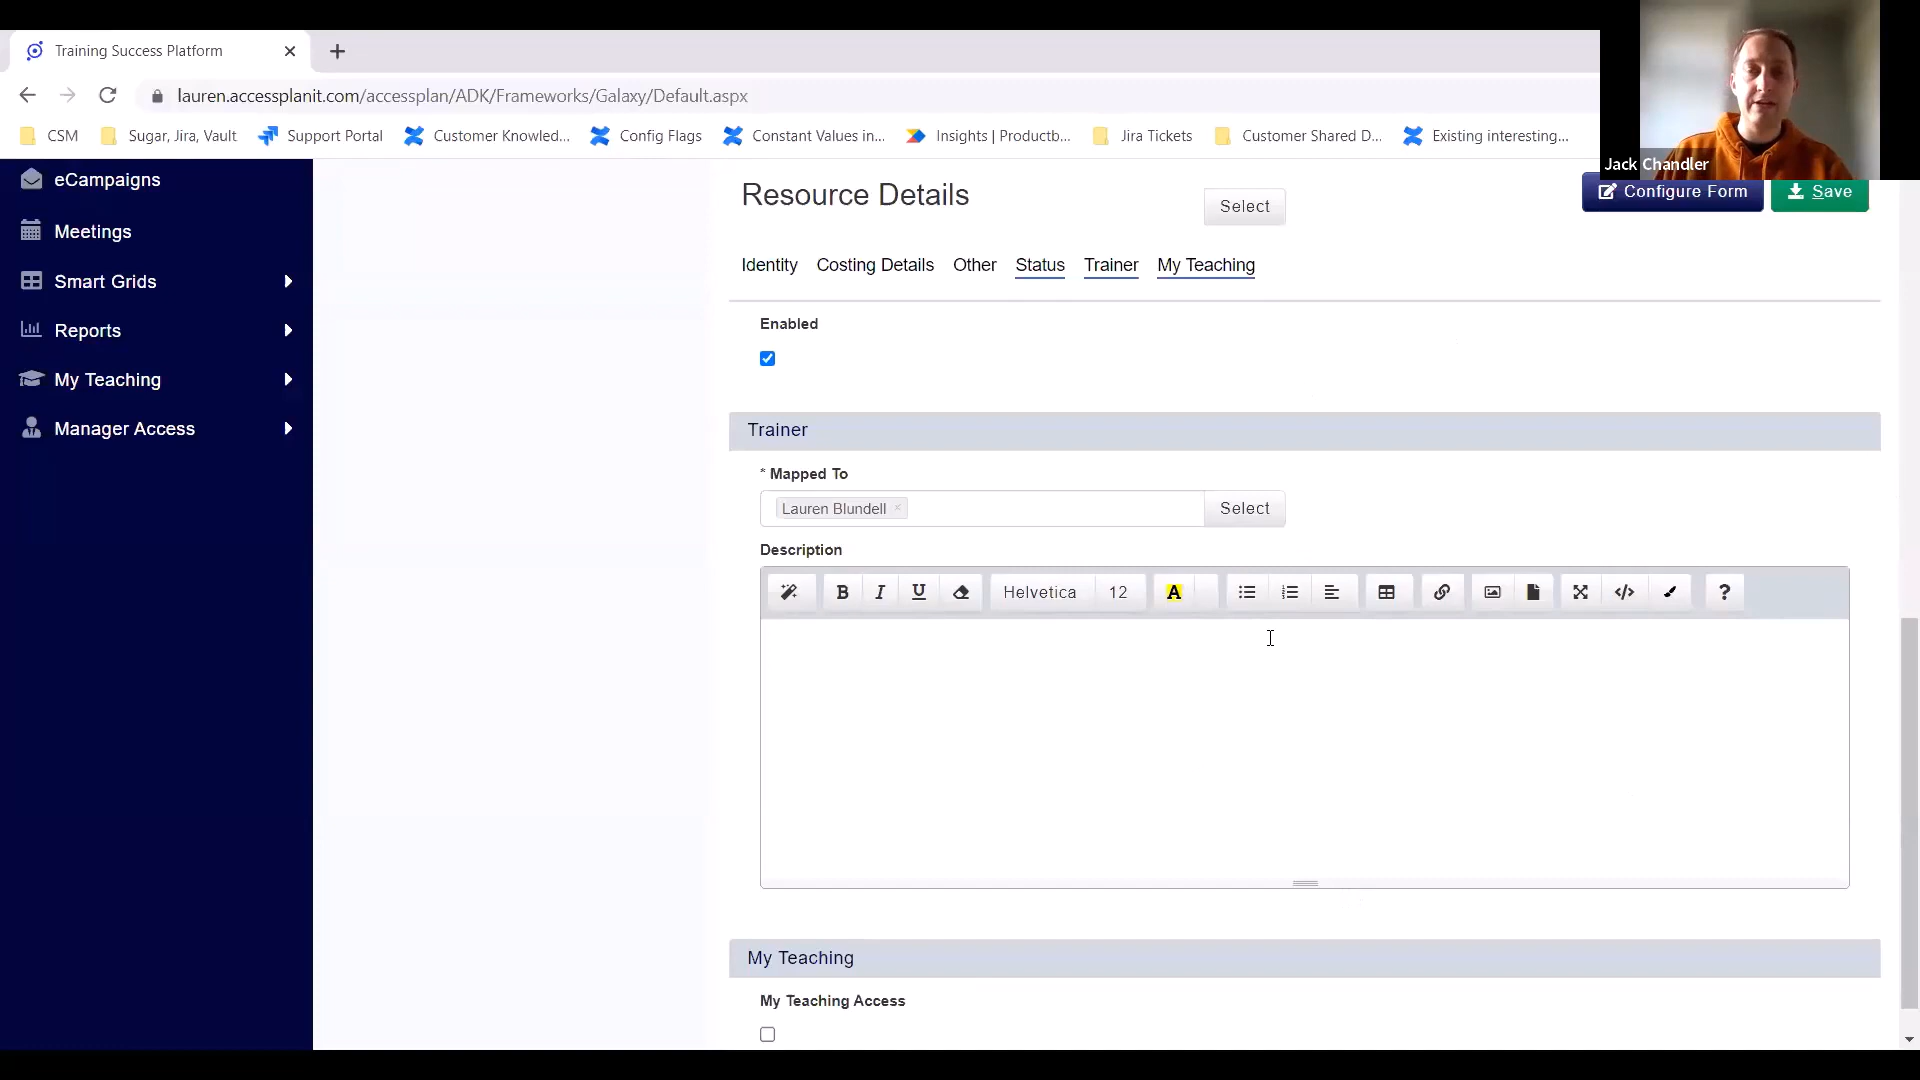 Training Success Platform
lauren.accessplanit.com/accessplan/ADK/Frameworks/Galaxy/Default.aspx
CSM Sugar, Jira, Vault Support Portal Customer Knowled... Config Flags Constant Values in... Insights | Productb... Jira Tickets Customer Shared D... Existing interesting...
Jack Chandler
eCampaigns
Meetings
Smart Grids
Reports
My Teaching
Manager Access
Resource Details
Select
Configure Form
Save
Identity Costing Details Other Status Trainer My Teaching
Enabled
Trainer
* Mapped To
Lauren Blundell ×
Select
Description
B I U Helvetica 12 A </> ?
My Teaching
My Teaching Access